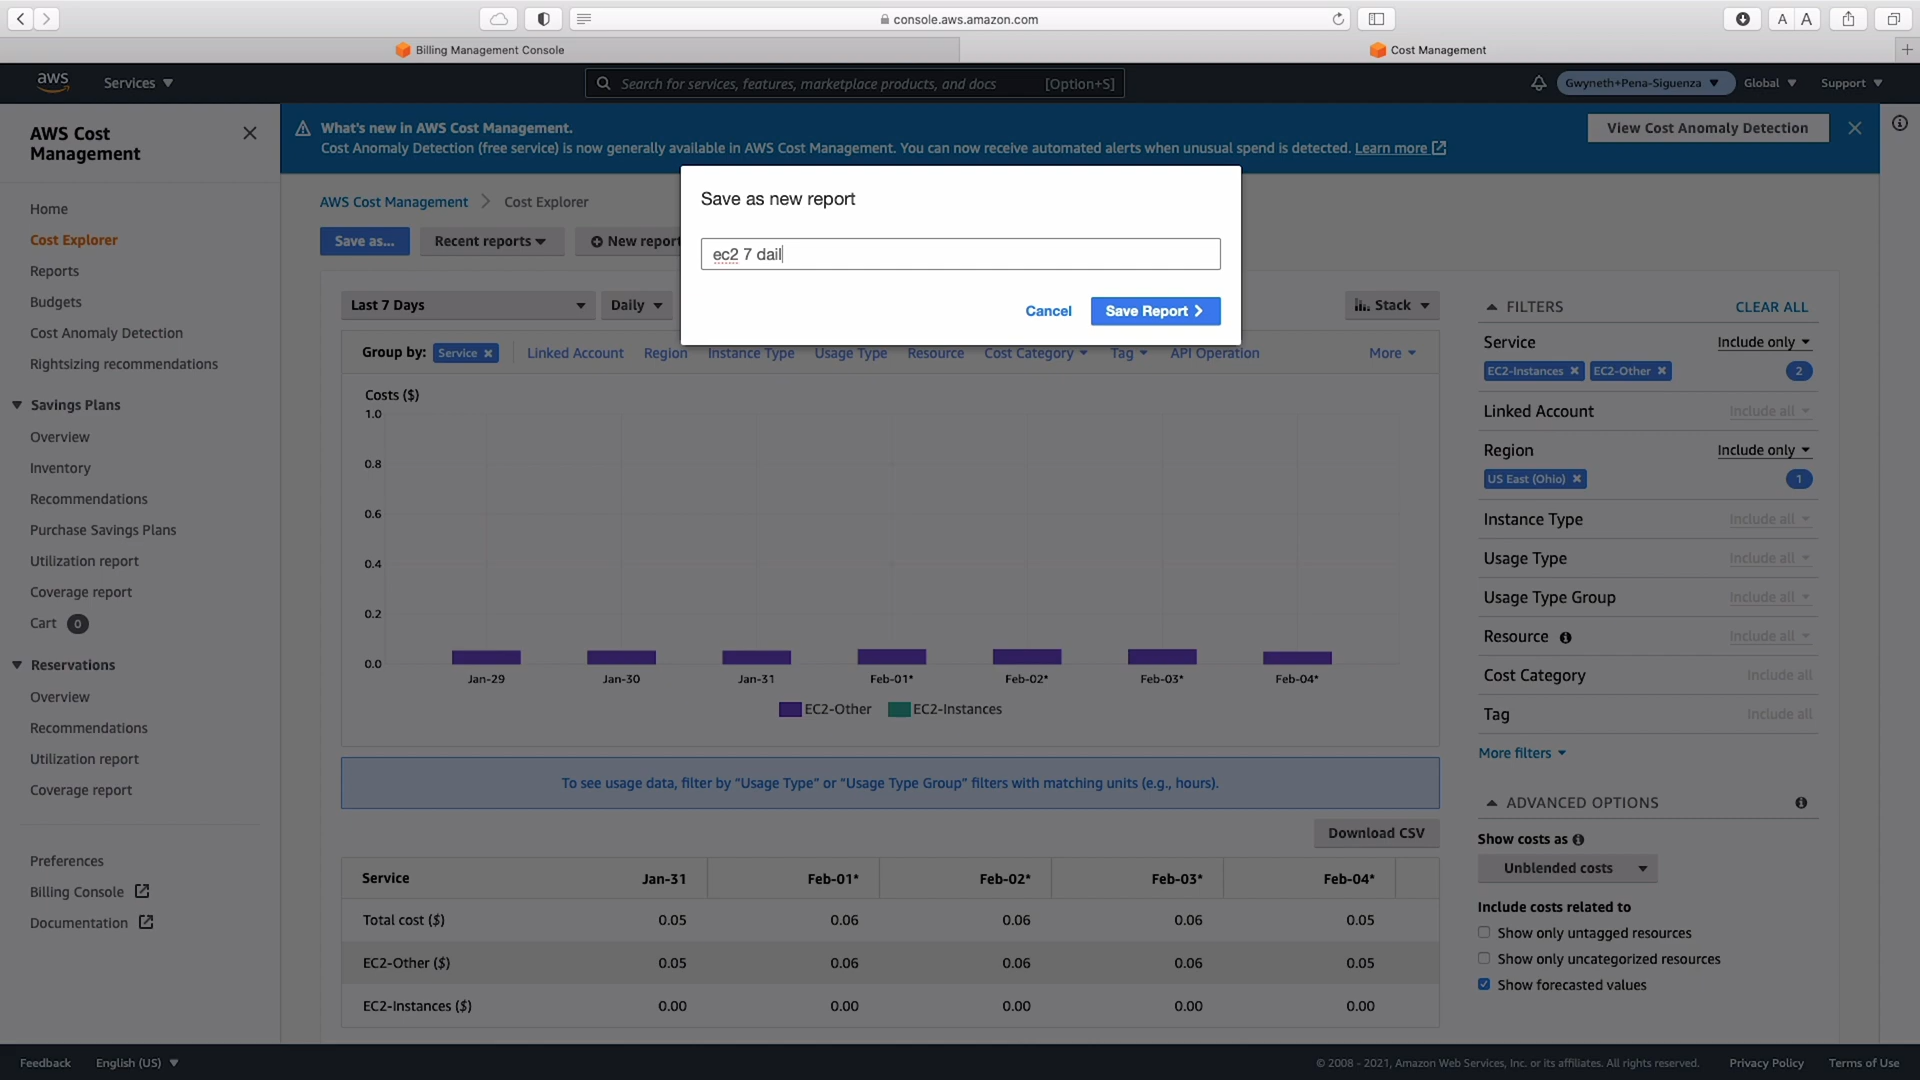 console.aws.amazon.com
A A
Billing Management Console
Cost Management
aws
Services
Search for services, features, marketplace products, and docs [Option+S]
Gwyneth+Pena-Siguenza
Global
Support
AWS Cost
Management
Home
Cost Explorer
Reports
Budgets
Cost Anomaly Detection
Rightsizing recommendations
Savings Plans
Overview
Inventory
Recommendations
Purchase Savings Plans
Utilization report
Coverage report
Cart 0
Reservations
Overview
Recommendations
Utilization report
Coverage report
Preferences
Billing Console
Documentation
What's new in AWS Cost Management.
Cost Anomaly Detection (free service) is now generally available in AWS Cost Management. You can now receive automated alerts when unusual spend is detected. Learn more
View Cost Anomaly Detection
AWS Cost Management > Cost Explorer
Save as...
Recent reports
New report
Save as new report
ec2 7 dail
Cancel
Save Report
Last 7 Days
Daily
Stack
Group by: Service Linked Account Region Instance Type Usage Type Resource Cost Category Tag API Operation More
Costs ($)
1.0
0.8
0.6
0.4
0.2
0.0
Jan-29 Jan-30 Jan-31 Feb-01* Feb-02* Feb-03* Feb-04*
EC2-Other EC2-Instances
To see usage data, filter by "Usage Type" or "Usage Type Group" filters with matching units (e.g., hours).
Download CSV
Service Jan-31 Feb-01* Feb-02* Feb-03* Feb-04*
Total cost ($) 0.05 0.06 0.06 0.06 0.05
EC2-Other ($) 0.05 0.06 0.06 0.06 0.05
EC2-Instances ($) 0.00 0.00 0.00 0.00 0.00
FILTERS CLEAR ALL
Service Include only
EC2-Instances EC2-Other 2
Linked Account Include all
Region Include only
US East (Ohio) 1
Instance Type Include all
Usage Type Include all
Usage Type Group Include all
Resource Include all
Cost Category Include all
Tag Include all
More filters
ADVANCED OPTIONS
Show costs as
Unblended costs
Include costs related to
Show only untagged resources
Show only uncategorized resources
Show forecasted values
Feedback
English (US)
© 2008 - 2021, Amazon Web Services, Inc. or its affiliates. All rights reserved.
Privacy Policy
Terms of Use